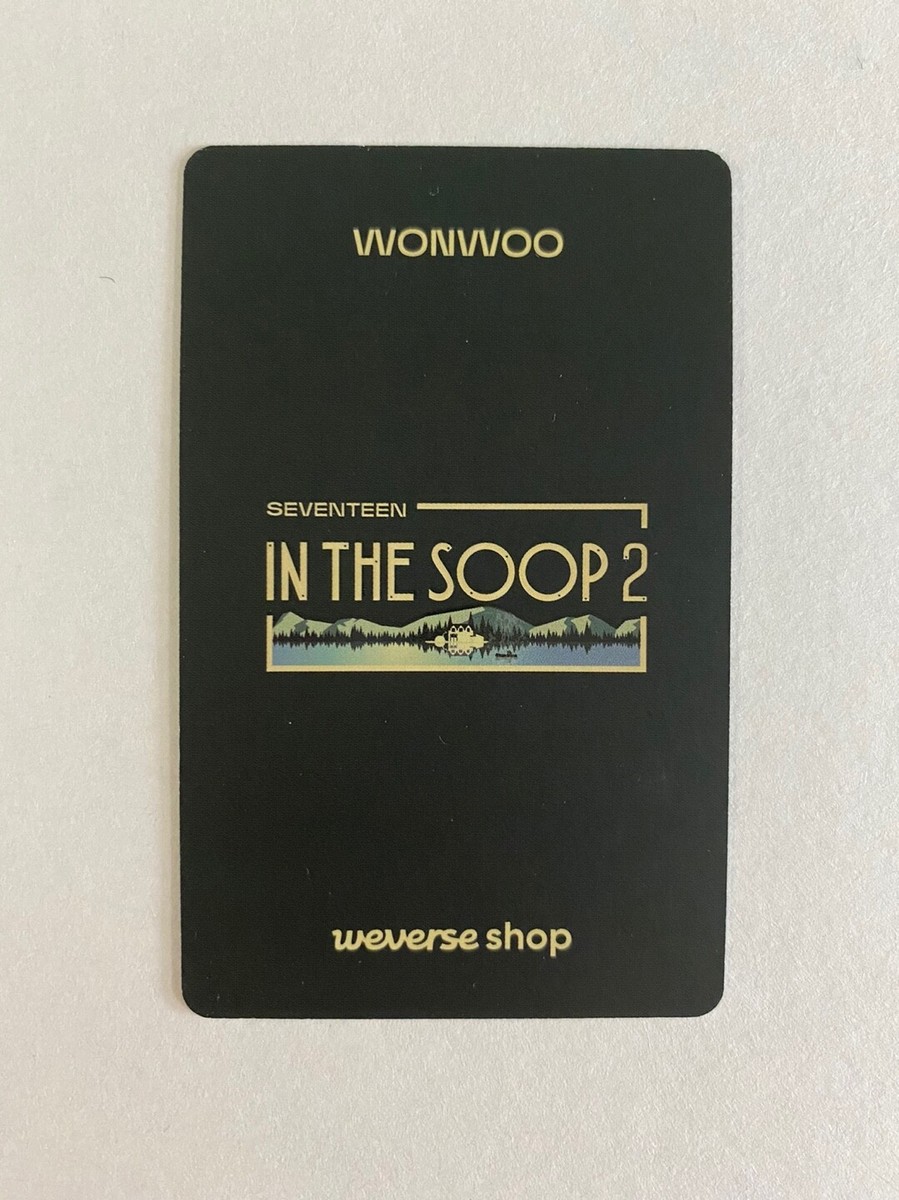 WONWOO
SEVENTEEN
IN THE SOOP 2
weverse shop